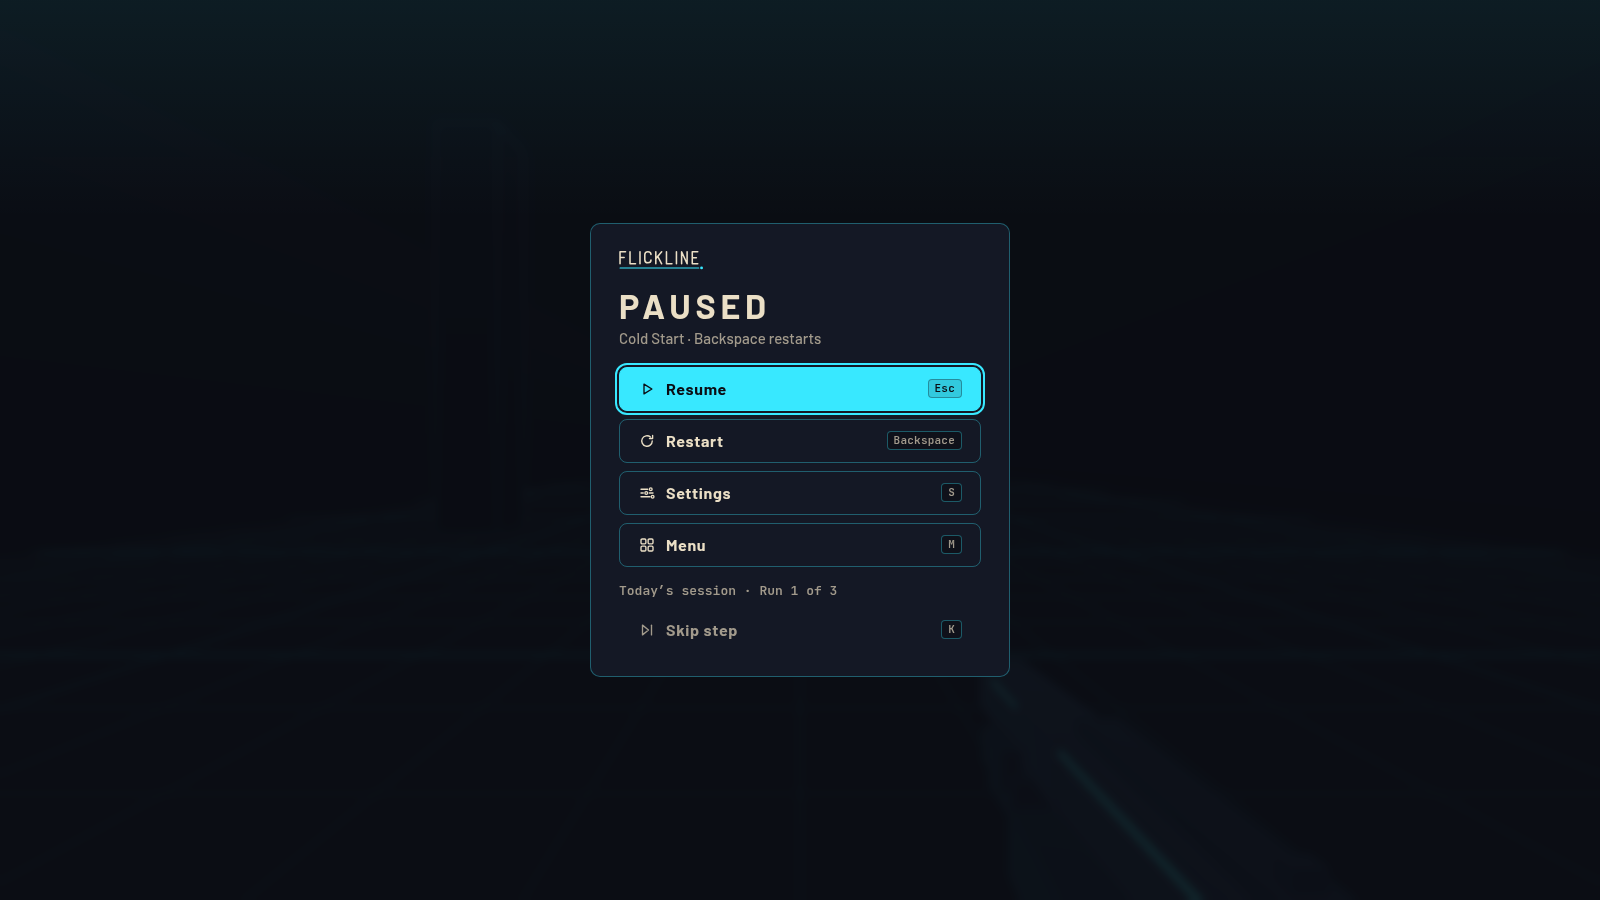 FLICKLINE
PAUSED
Cold Start · Backspace restarts
Resume Esc
Restart Backspace
Settings S
Menu M
Today’s session · Run 1 of 3
Skip step K